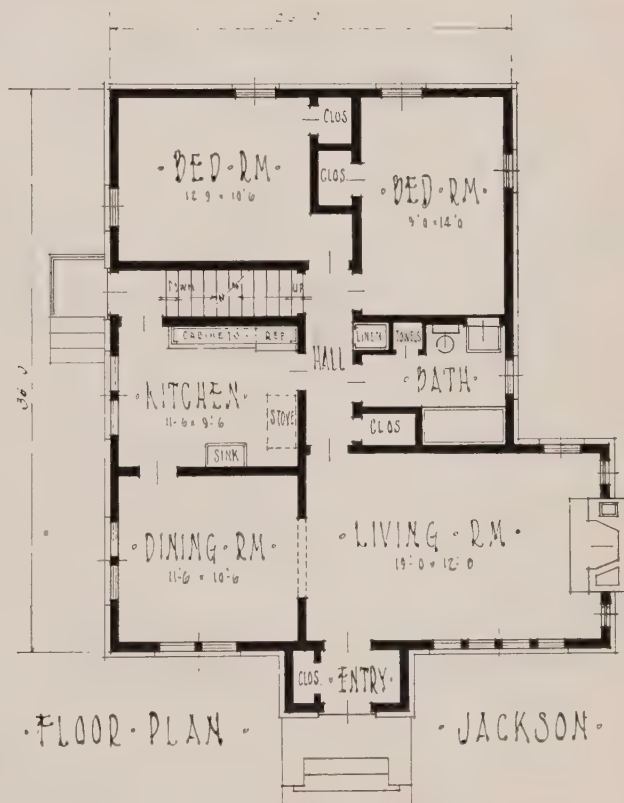 CLOS
·BED·RM·
12'9 × 10'6
CLOS
·BED·RM·
9'0 × 14'0
DOWN
UP
CABINETS
REF
LINEN
TOWELS
HALL
·BATH·
·KITCHEN·
11-6 × 9'6
STOVE
CLOS
SINK
·DINING·RM·
11-6 × 10'6
·LIVING·RM·
19'0 × 12'0
CLOS
·ENTRY·
·FLOOR·PLAN·
·JACKSON·